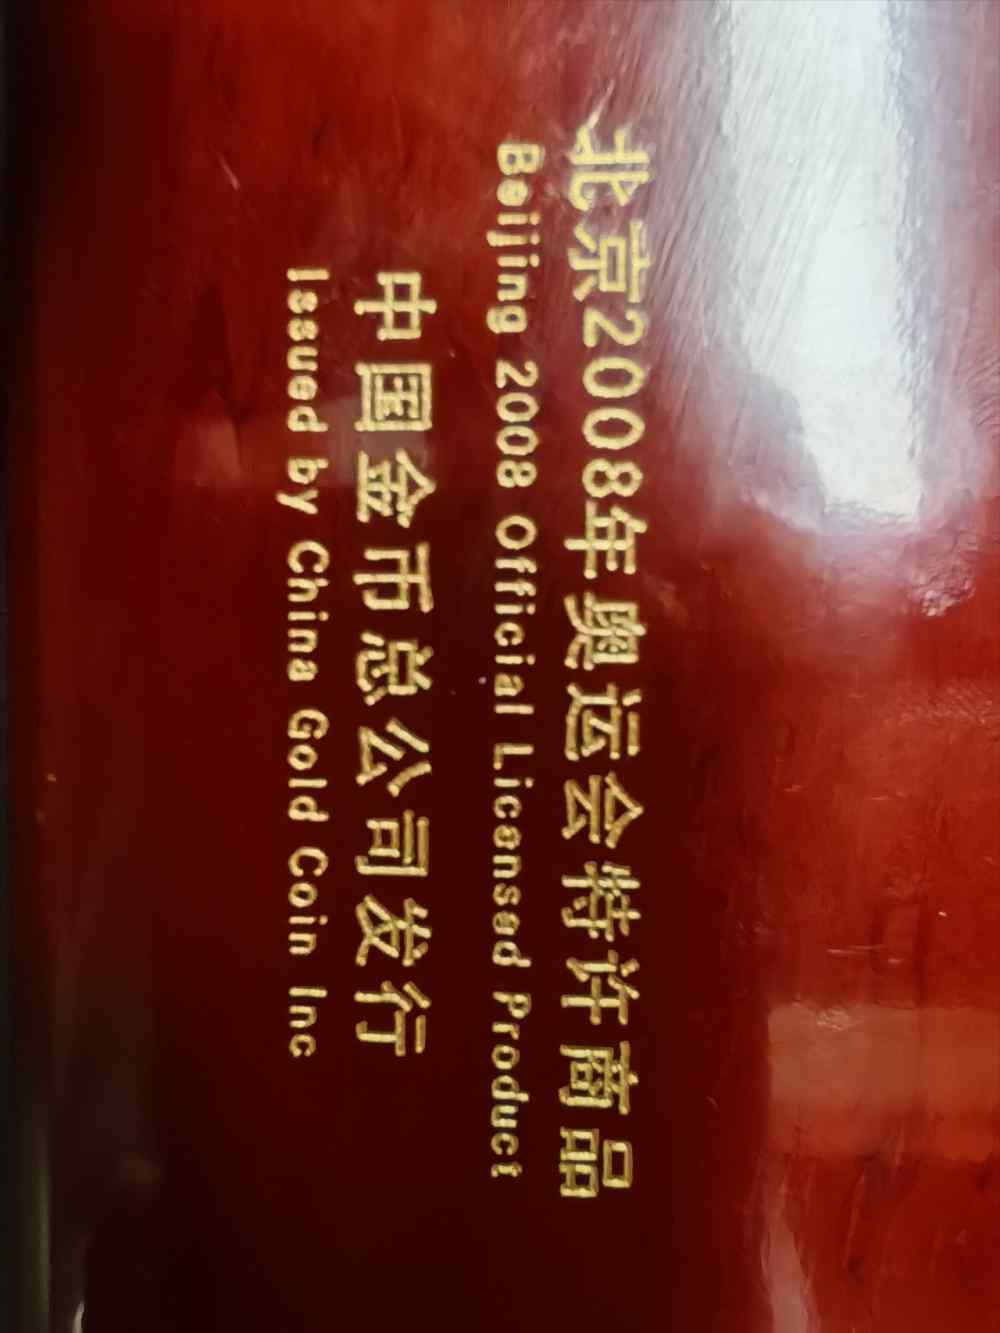 北京2008年奥运会特许商品
Beijing 2008 Official Licensed Product
中国金币总公司发行
Issued by China Gold Coin Inc